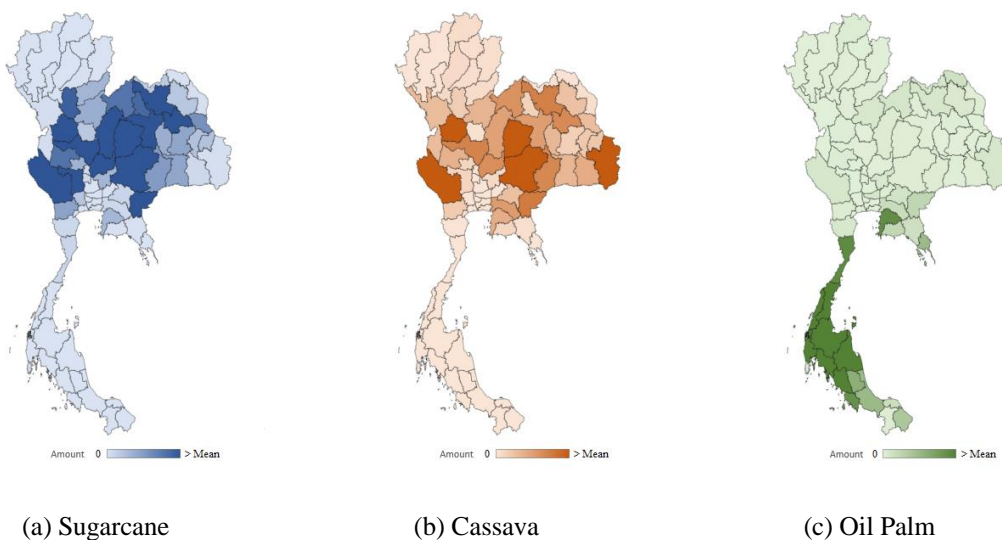 Amount 0 > Mean
Amount 0 > Mean
Amount 0 > Mean
(a) Sugarcane
(b) Cassava
(c) Oil Palm